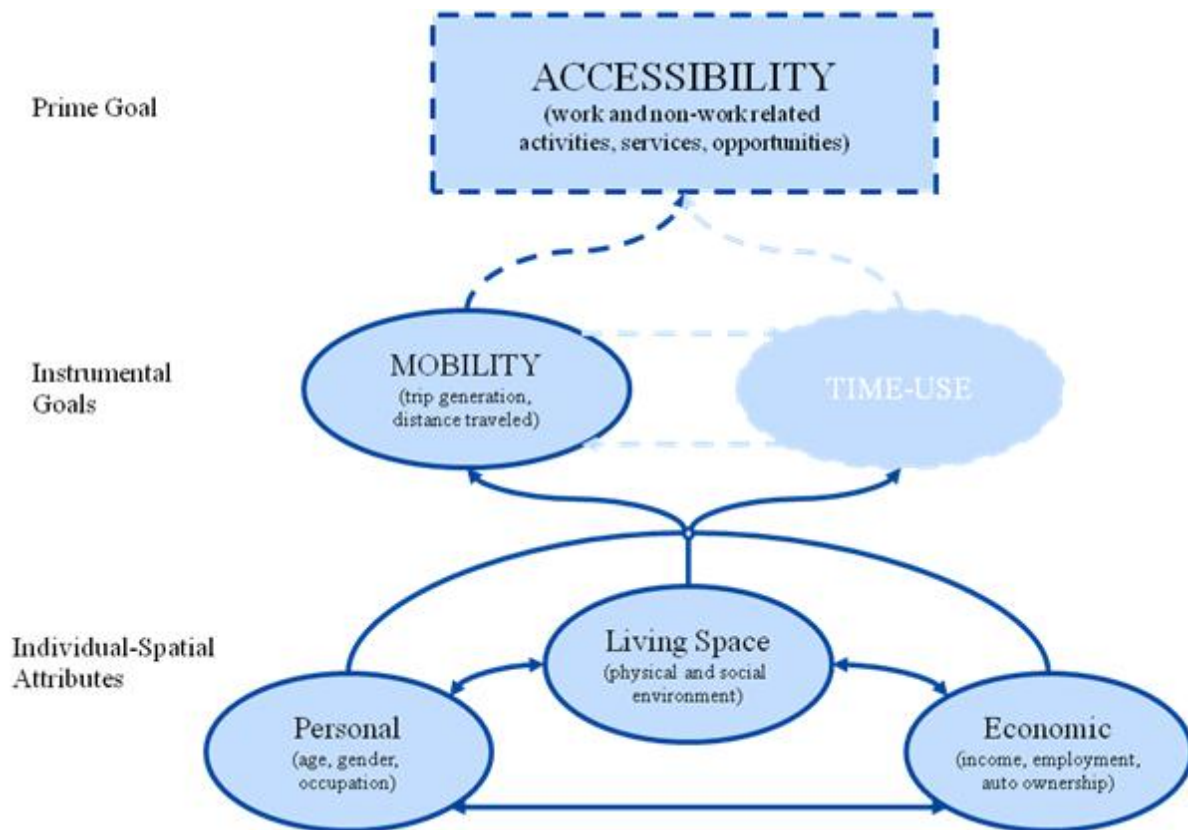 Prime Goal
ACCESSIBILITY
(work and non-work related
activities, services, opportunities)
Instrumental
Goals
MOBILITY
(trip generation,
distance traveled)
TIME-USE
Individual-Spatial
Attributes
Living Space
(physical and social
environment)
Personal
(age, gender,
occupation)
Economic
(income, employment,
auto ownership)